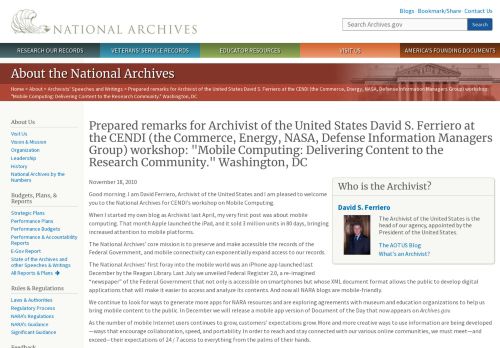 Blogs · Bookmark/Share · Contact Us
NATIONAL ARCHIVES
Search Archives.gov
Search
RESEARCH OUR RECORDS
VETERANS' SERVICE RECORDS
EDUCATOR RESOURCES
VISIT US
AMERICA'S FOUNDING DOCUMENTS
About the National Archives
Home > About > Archivists' Speeches and Writings > Prepared remarks for Archivist of the United States David S. Ferriero at the CENDI (the Commerce, Energy, NASA, Defense Information Managers Group) workshop:
"Mobile Computing: Delivering Content to the Research Community." Washington, DC
About Us
Visit Us
Vision & Mission
Organization
Leadership
History
National Archives by the
Numbers
Budgets, Plans, &
Reports
Strategic Plans
Performance Plans
Performance Budgets
Performance & Accountability
Reports
E-Gov Report
State of the Archives and
other Speeches & Writings
All Reports & Plans
Rules & Regulations
Laws & Authorities
Regulatory Process
NARA's Regulations
NARA's Guidance
Significant Guidance
Feedback
Prepared remarks for Archivist of the United States David S. Ferriero at
the CENDI (the Commerce, Energy, NASA, Defense Information Managers
Group) workshop: "Mobile Computing: Delivering Content to the
Research Community." Washington, DC
November 18, 2010
Good morning. I am David Ferriero, Archivist of the United States and I am pleased to welcome
you to the National Archives for CENDI's workshop on Mobile Computing.
When I started my own blog as Archivist last April, my very first post was about mobile
computing. That month Apple launched the iPad, and it sold 3 million units in 80 days, bringing
increased attention to mobile platforms.
The National Archives' core mission is to preserve and make accessible the records of the
Federal Government, and mobile connectivity can exponentially expand access to our records.
The National Archives' first foray into the mobile world was an iPhone app launched last
December by the Reagan Library. Last July we unveiled Federal Register 2.0, a re-imagined
"newspaper" of the Federal Government that not only is accessible on smartphones but whose XML document format allows the public to develop digital
applications that will make it easier to access and analyze its contents. And now all NARA blogs are mobile-friendly.
We continue to look for ways to generate more apps for NARA resources and are exploring agreements with museum and education organizations to help us
bring mobile content to the public. In December we will release a mobile app version of Document of the Day that now appears on Archives.gov.
As the number of mobile Internet users continues to grow, customers' expectations grow. More and more creative ways to use information are being developed
—ways that encourage collaboration, speed, and portability. In order to reach and to stay connected with our various online communities, we must meet—and
exceed—their expectations of 24 / 7 access to everything from the palms of their hands.
Who is the Archivist?
David S. Ferriero
The Archivist of the United States is the
head of our agency, appointed by the
President of the United States.
The AOTUS Blog
What's an Archivist?